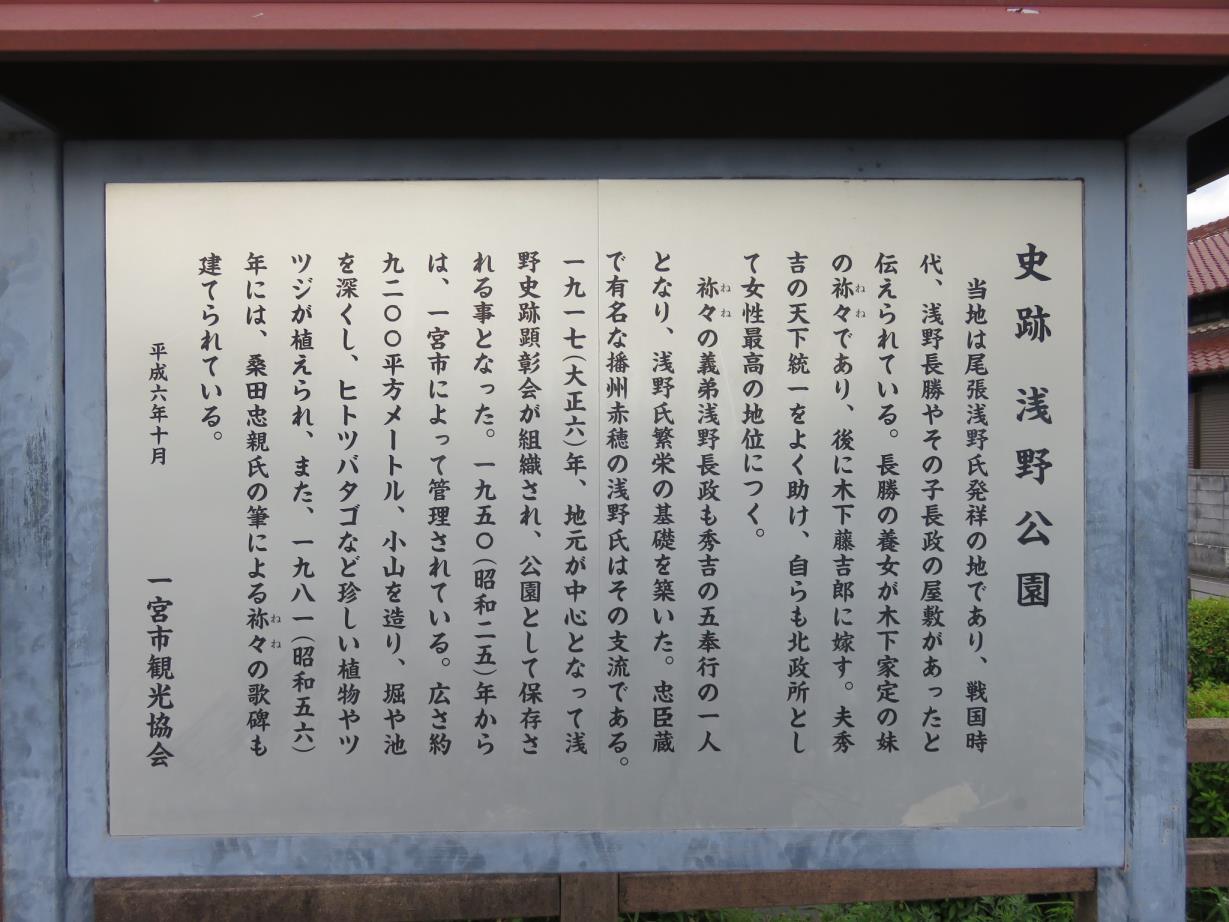 史跡 浅野公園
当地は尾張浅野氏発祥の地であり、戦国時
代、浅野長勝やその子長政の屋敷があったと
伝えられている。長勝の養女が木下家定の妹
の祢々であり、後に木下藤吉郎に嫁す。夫秀
ねね
吉の天下統一をよく助け、自らも北政所とし
て女性最高の地位につく。
祢々の義弟浅野長政も秀吉の五奉行の一人
ねね
となり、浅野氏繁栄の基礎を築いた。忠臣蔵
で有名な播州赤穂の浅野氏はその支流である。
一九一七(大正六)年、地元が中心となって浅
野史跡顕彰会が組織され、公園として保存さ
れる事となった。一九五〇(昭和二五)年から
は、一宮市によって管理されている。広さ約
九二〇〇平方メートル、小山を造り、堀や池
を深くし、ヒトツバタゴなど珍しい植物やツ
ツジが植えられ、また、一九八一(昭和五六)
年には、桑田忠親氏の筆による祢々の歌碑も
ねね
建てられている。
平成六年十月
一宮市観光協会